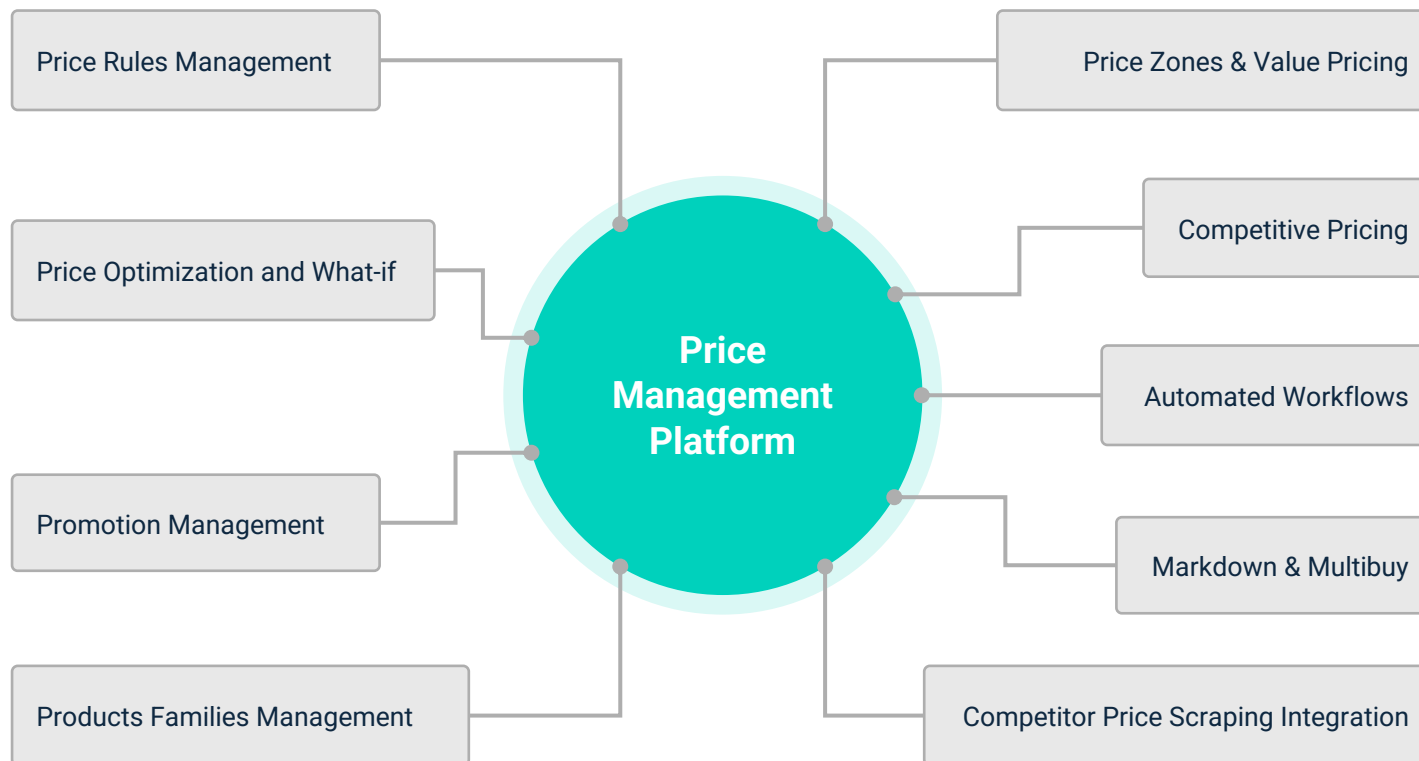 Price Rules Management
Price Optimization and What-if
Promotion Management
Products Families Management
Price
Management
Platform
Price Zones & Value Pricing
Competitive Pricing
Automated Workflows
Markdown & Multibuy
Competitor Price Scraping Integration